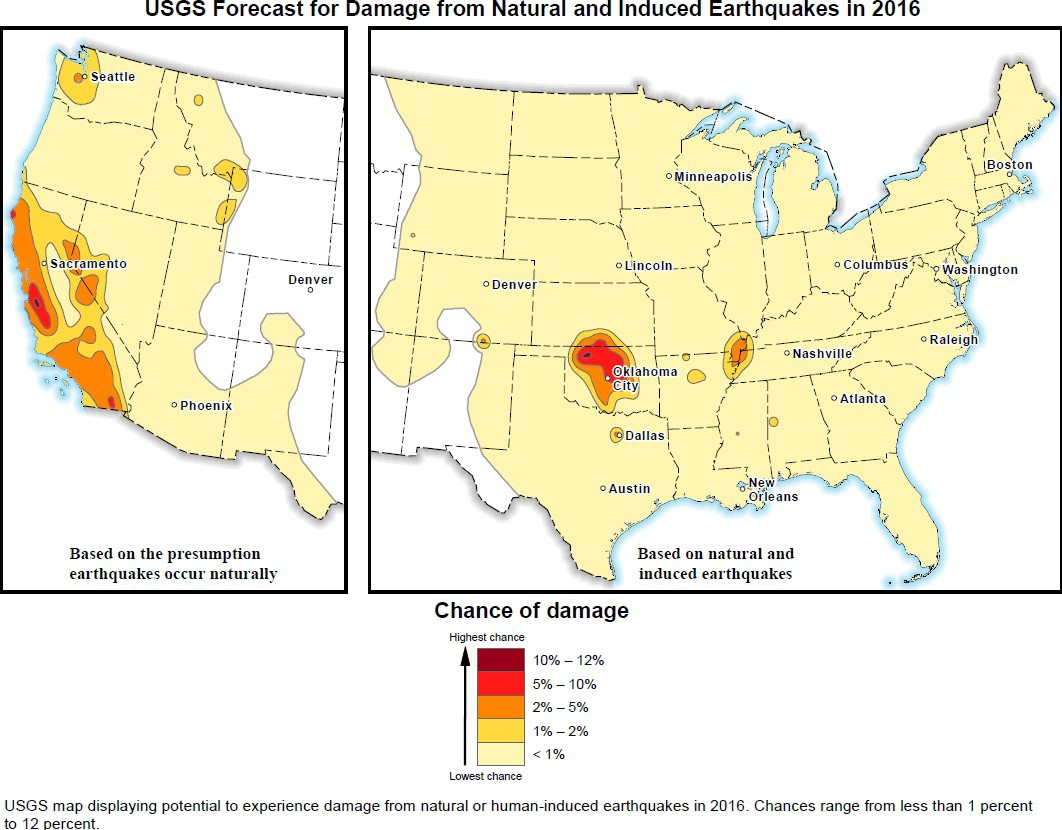 USGS Forecast for Damage from Natural and Induced Earthquakes in 2016
Seattle
Sacramento
Denver
Phoenix
Based on the presumption
earthquakes occur naturally
Minneapolis
Boston
Lincoln
Columbus
Washington
Denver
Raleigh
Nashville
Oklahoma
City
Atlanta
Dallas
Austin
New
Orleans
Based on natural and
induced earthquakes
Chance of damage
Highest chance
10% – 12%
5% – 10%
2% – 5%
1% – 2%
< 1%
Lowest chance
USGS map displaying potential to experience damage from natural or human-induced earthquakes in 2016. Chances range from less than 1 percent
to 12 percent.